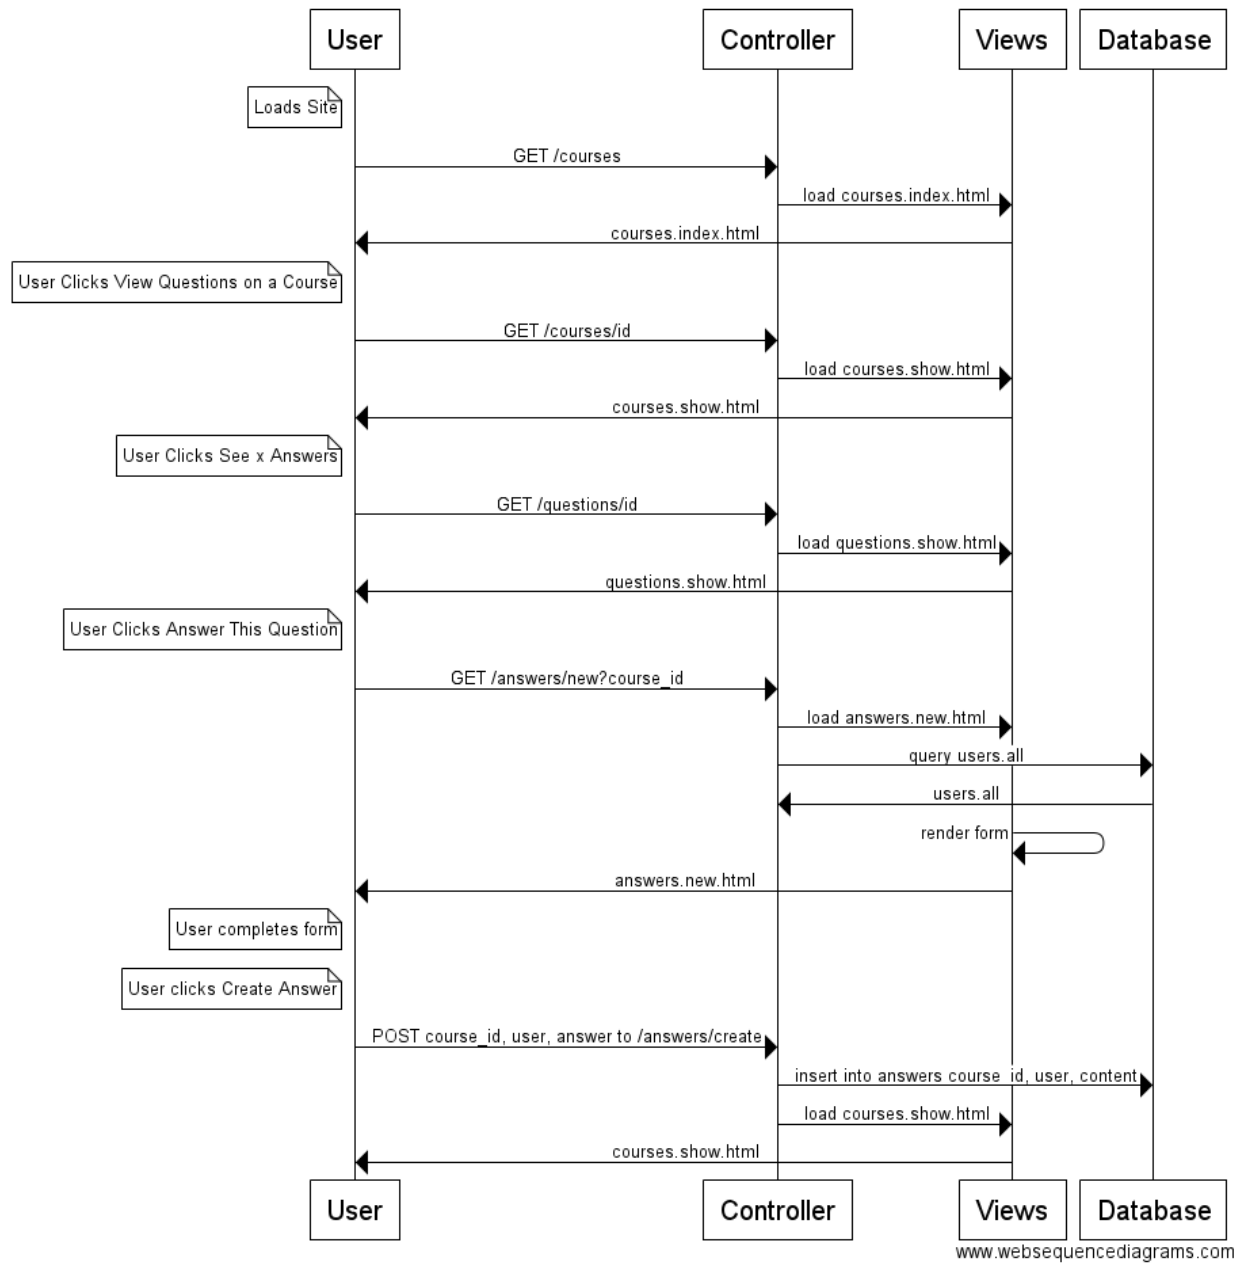 User
Controller
Views
Database
Loads Site
GET /courses
load courses.index.html
courses.index.html
User Clicks View Questions on a Course
GET /courses/id
load courses.show.html
courses.show.html
User Clicks See x Answers
GET /questions/id
load questions.show.html
questions.show.html
User Clicks Answer This Question
GET /answers/new?course_id
load answers.new.html
query users.all
users.all
render form
answers.new.html
User completes form
User clicks Create Answer
POST course_id, user, answer to /answers/create
insert into answers course_id, user, content
load courses.show.html
courses.show.html
User
Controller
Views
Database
www.websequencediagrams.com